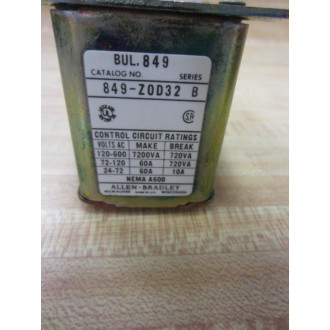 BUL. 849
CATALOG NO. SERIES
849-ZOD32 B
CONTROL CIRCUIT RATINGS
VOLTS AC MAKE BREAK
120-600 7200VA 720VA
72-120 60A 720VA
24-72 60A 10A
NEMA A600
ALLEN-BRADLEY